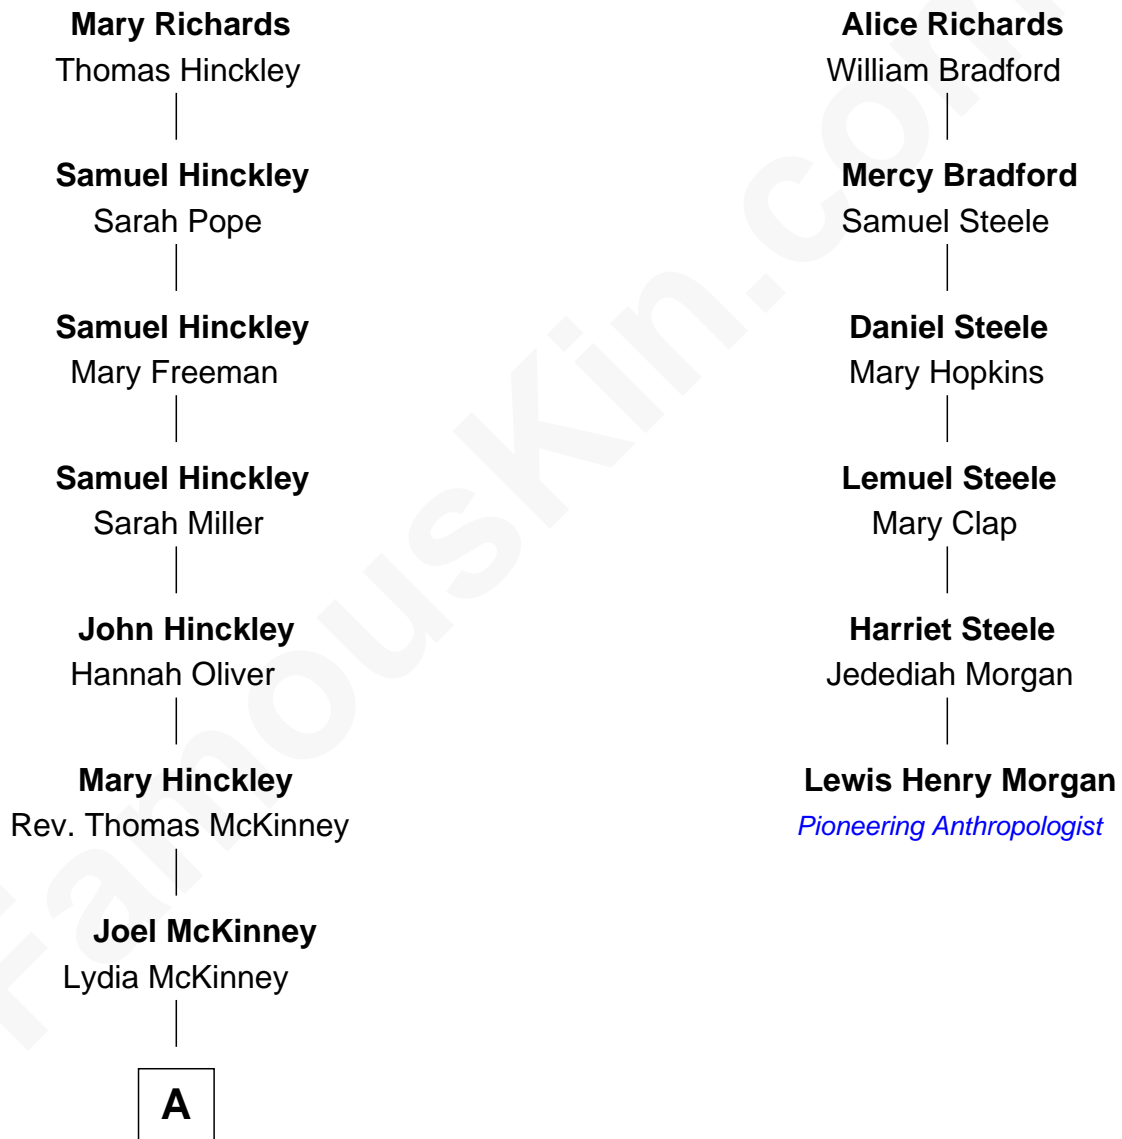 Mary Richards
Thomas Hinckley
Samuel Hinckley
Sarah Pope
Samuel Hinckley
Mary Freeman
Samuel Hinckley
Sarah Miller
John Hinckley
Hannah Oliver
Mary Hinckley
Rev. Thomas McKinney
Joel McKinney
Lydia McKinney
A
Alice Richards
William Bradford
Mercy Bradford
Samuel Steele
Daniel Steele
Mary Hopkins
Lemuel Steele
Mary Clap
Harriet Steele
Jedediah Morgan
Lewis Henry Morgan
Pioneering Anthropologist
FamousKin.com